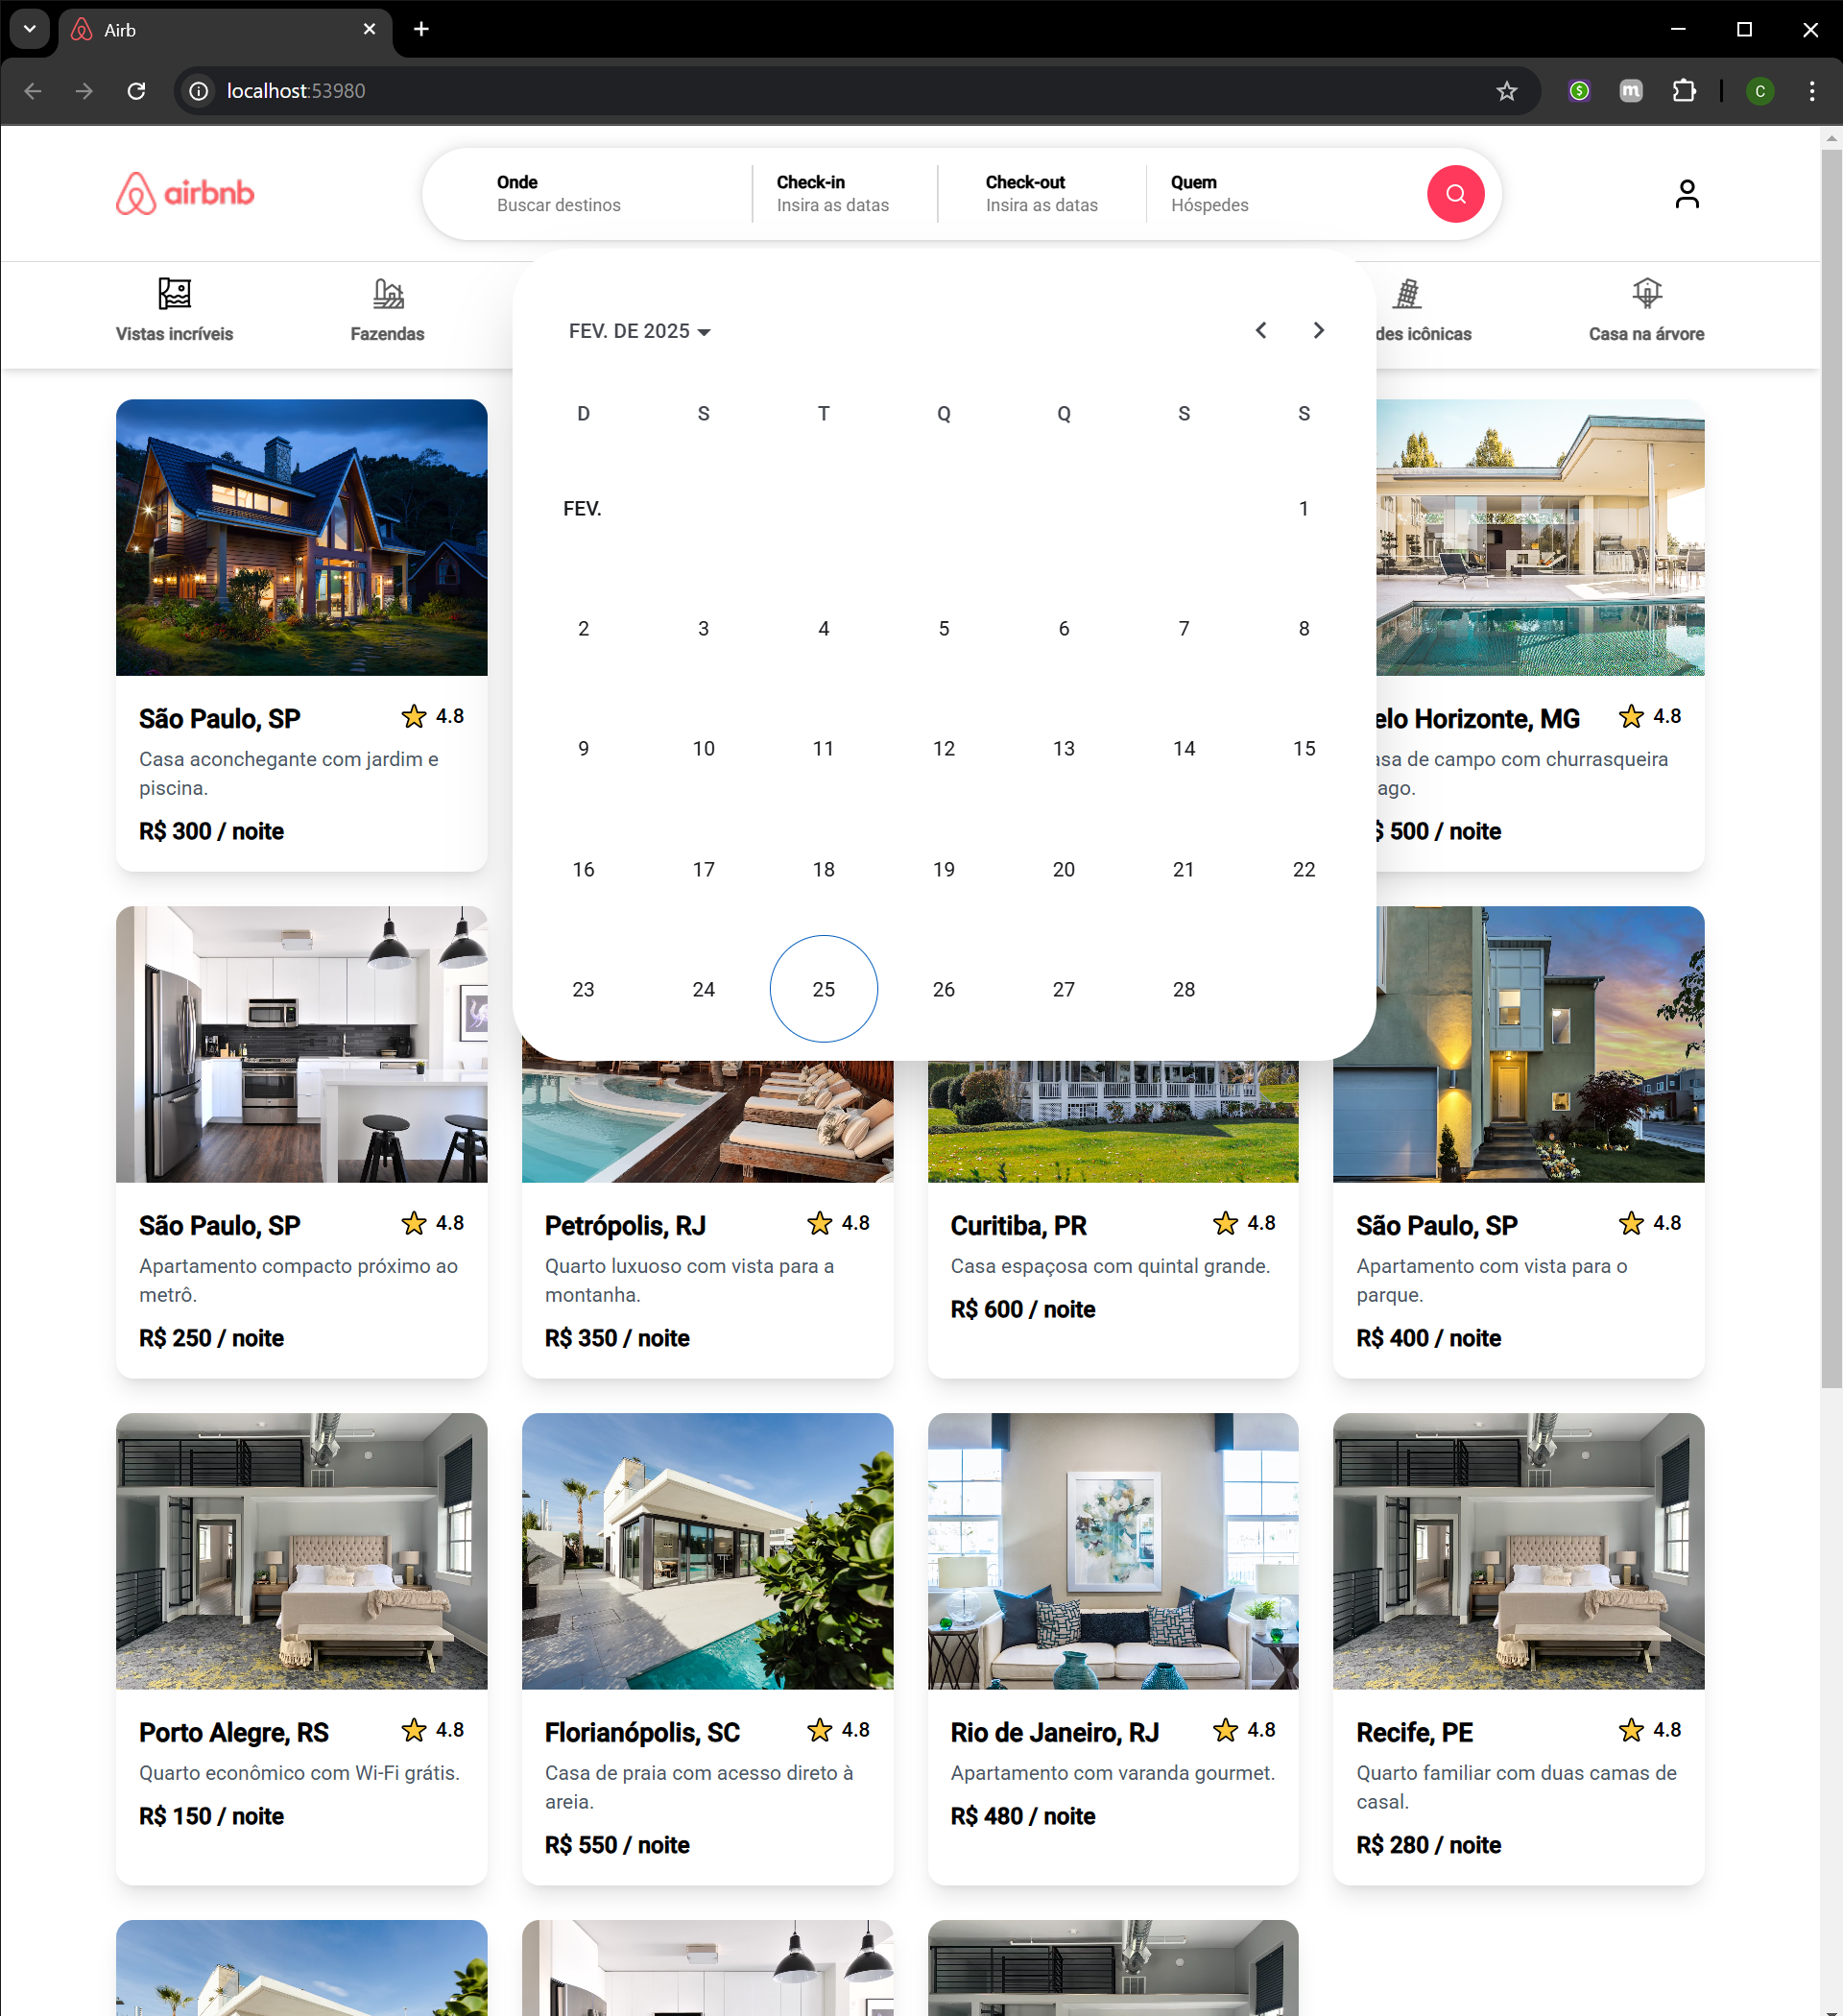 Airb
localhost:53980
airbnb
Onde
Buscar destinos
Check-in
Insira as datas
Check-out
Insira as datas
Quem
Hóspedes
Vistas incríveis
Fazendas
des icônicas
Casa na árvore
FEV. DE 2025
D S T Q Q S S
FEV. 1
2 3 4 5 6 7 8
9 10 11 12 13 14 15
16 17 18 19 20 21 22
23 24 25 26 27 28
São Paulo, SP 4.8
Casa aconchegante com jardim e
piscina.
R$ 300 / noite
elo Horizonte, MG 4.8
asa de campo com churrasqueira
ago.
$ 500 / noite
São Paulo, SP 4.8
Apartamento compacto próximo ao
metrô.
R$ 250 / noite
Petrópolis, RJ 4.8
Quarto luxuoso com vista para a
montanha.
R$ 350 / noite
Curitiba, PR 4.8
Casa espaçosa com quintal grande.
R$ 600 / noite
São Paulo, SP 4.8
Apartamento com vista para o
parque.
R$ 400 / noite
Porto Alegre, RS 4.8
Quarto econômico com Wi-Fi grátis.
R$ 150 / noite
Florianópolis, SC 4.8
Casa de praia com acesso direto à
areia.
R$ 550 / noite
Rio de Janeiro, RJ 4.8
Apartamento com varanda gourmet.
R$ 480 / noite
Recife, PE 4.8
Quarto familiar com duas camas de
casal.
R$ 280 / noite